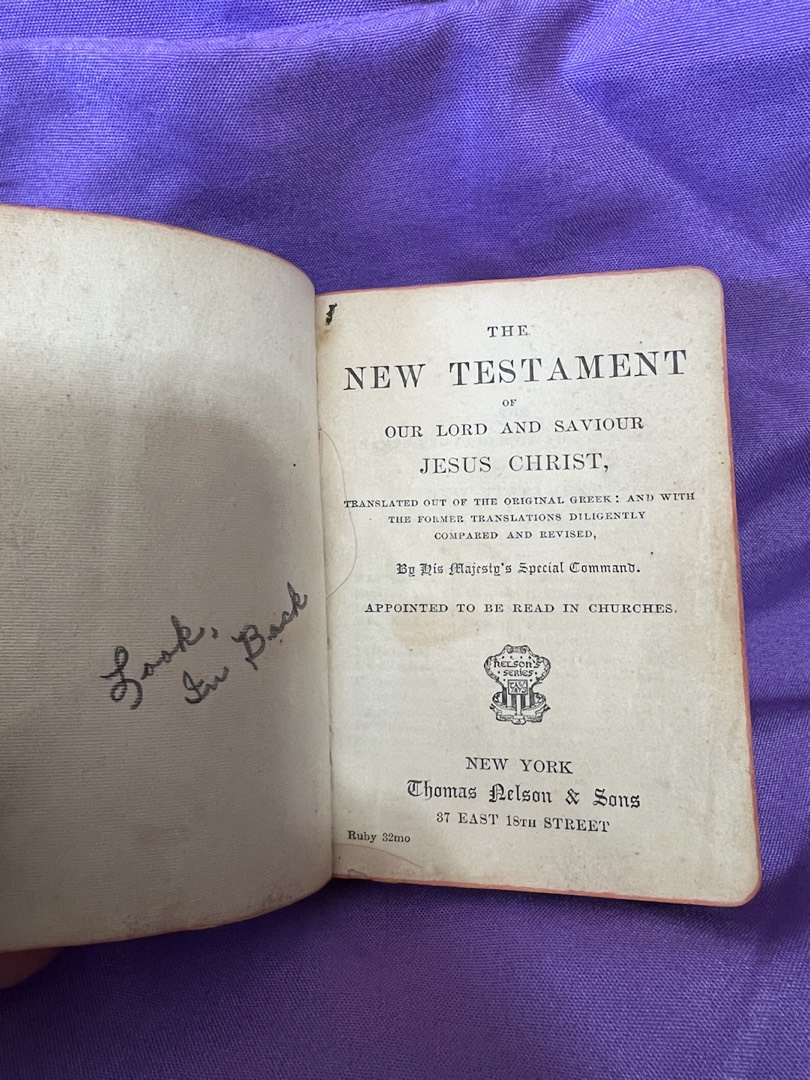 Look,
In Back
THE
NEW TESTAMENT
OF
OUR LORD AND SAVIOUR
JESUS CHRIST,
TRANSLATED OUT OF THE ORIGINAL GREEK: AND WITH
THE FORMER TRANSLATIONS DILIGENTLY
COMPARED AND REVISED,
By His Majesty's Special Command.
APPOINTED TO BE READ IN CHURCHES.
NELSON'S
SERIES
NEW YORK
Thomas Nelson & Sons
37 EAST 18TH STREET
Ruby 32mo